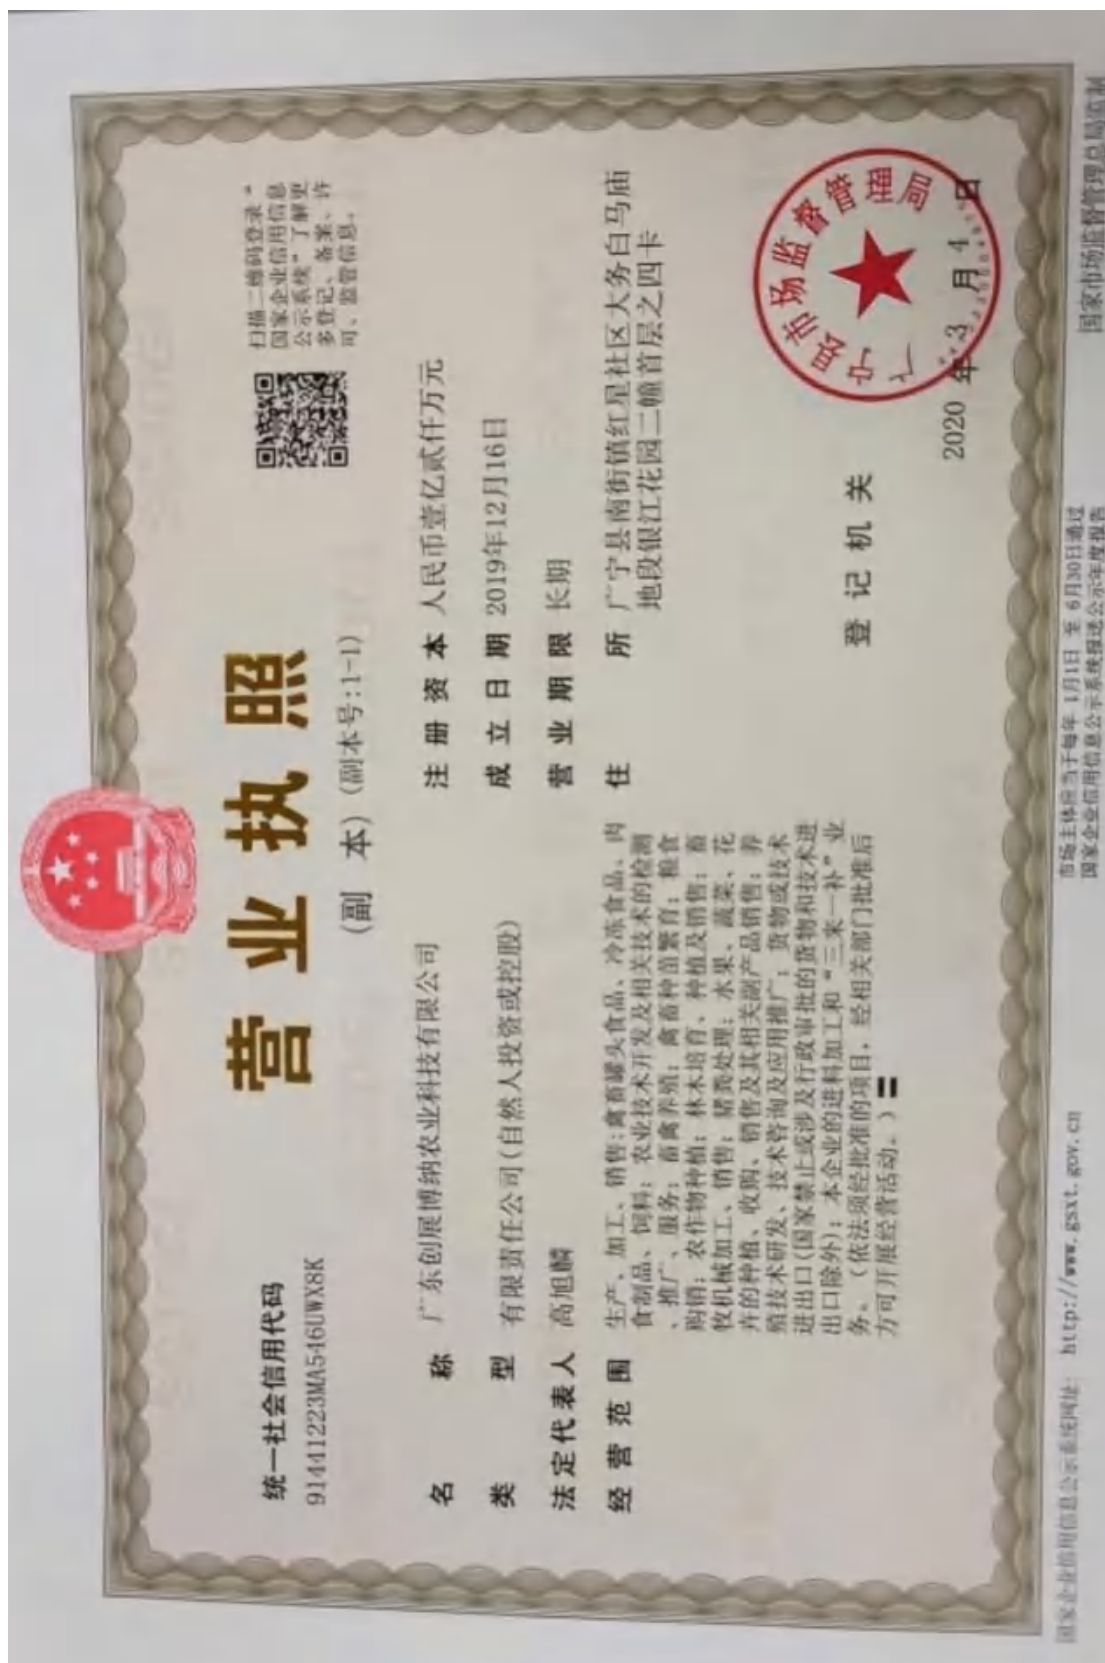 营业执照
(副 本)(副本号:1-1)
统一社会信用代码
91441223MA546UWX8K
扫描二维码登录"
国家企业信用信息
公示系统"了解更
多登记、备案、许
可、监管信息。
名 称 广东创展博纳农业科技有限公司
类 型 有限责任公司(自然人投资或控股)
法定代表人 高旭麟
经营范围 生产、加工、销售:禽畜罐头食品、冷冻食品、肉
食制品、饲料;农业技术开发及相关技术的检测
、推广、服务;畜禽养殖;禽畜种苗繁育;粮食
购销;农作物种植;林木培育、种植及销售;畜
牧机械加工、销售;猪粪处理;水果、蔬菜、花
卉的种植、收购、销售及其相关副产品销售;养
殖技术研发、技术咨询及应用推广;货物或技术
进出口(国家禁止或涉及行政审批的货物和技术进
出口除外);本企业的进料加工和"三来一补"业
务。(依法须经批准的项目,经相关部门批准后
方可开展经营活动。)
注册资本 人民币壹亿贰仟万元
成立日期 2019年12月16日
营业期限 长期
住 所 广宁县南街镇红星社区大务白马庙
地段银江花园二幢首层之四卡
登记机关
广宁县市场监督管理局
2020 年 3 月 4 日
国家企业信用信息公示系统网址: http://www.gsxt.gov.cn
市场主体应当于每年 1月1日 至 6月30日通过
国家企业信用信息公示系统报送公示年度报告
国家市场监督管理总局监制